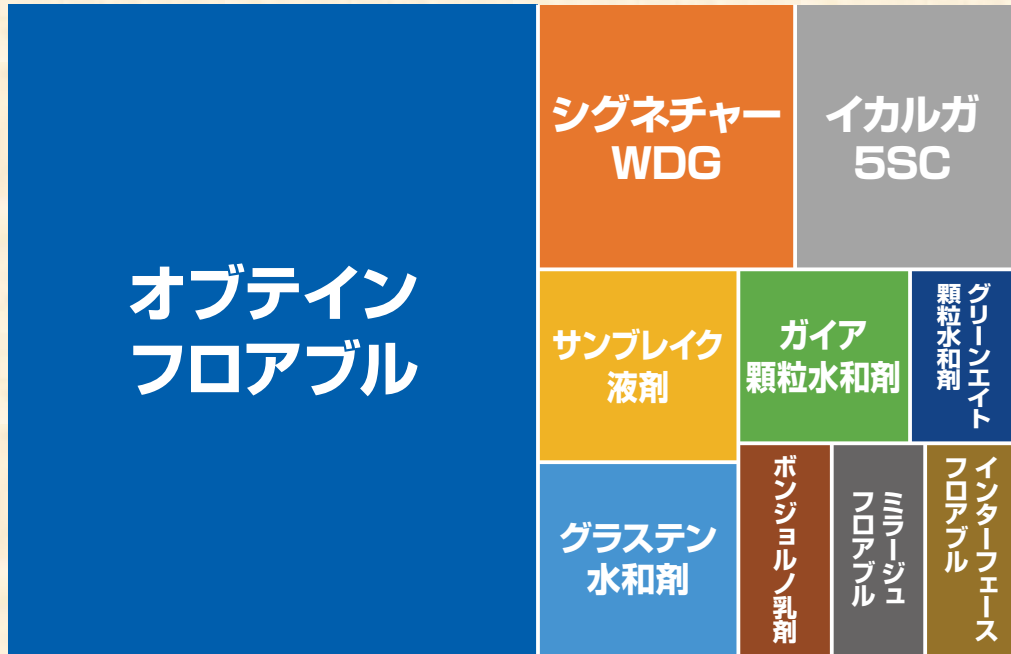 オブテイン
フロアブル
シグネチャー
WDG
イカルガ
5SC
サンブレイク
液剤
ガイア
顆粒水和剤
グリーンエイト
顆粒水和剤
グラステン
水和剤
ボンジョルノ乳剤
ミラージュ
フロアブル
インターフェース
フロアブル